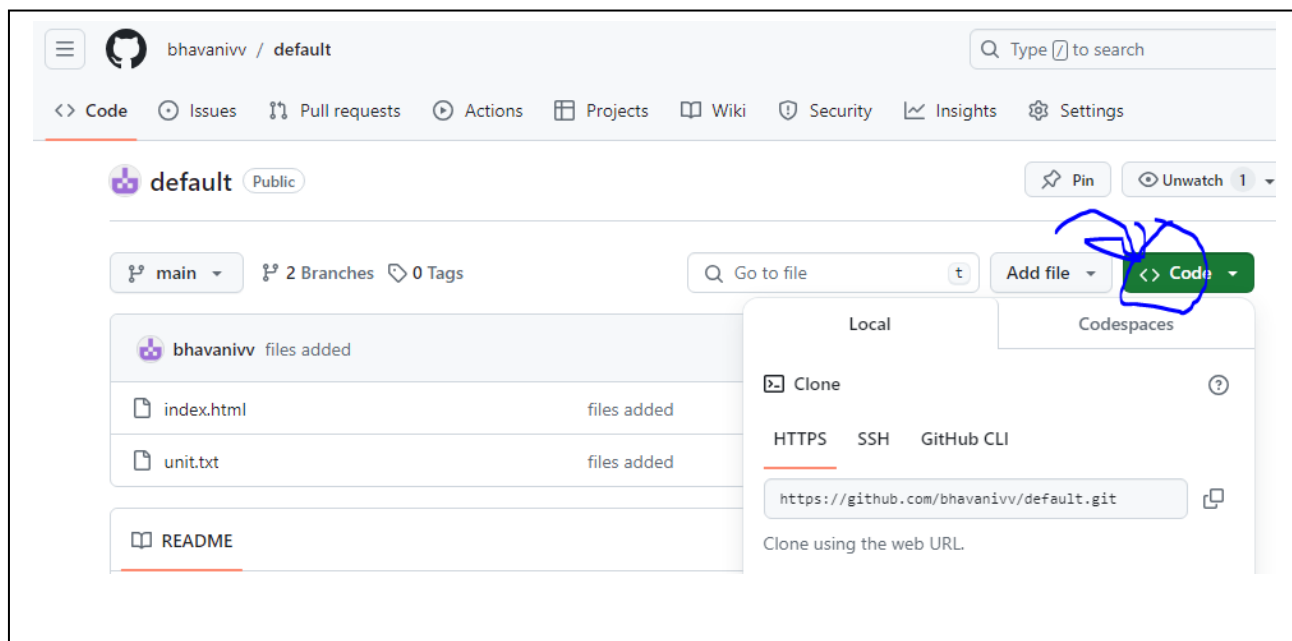 bhavanivv / default
Type / to search
Code Issues Pull requests Actions Projects Wiki Security Insights Settings
default Public
Pin Unwatch 1
main 2 Branches 0 Tags
Go to file t
Add file
<> Code
Local Codespaces
bhavanivv files added
Clone
index.html files added
HTTPS SSH GitHub CLI
unit.txt files added
https://github.com/bhavanivv/default.git
README
Clone using the web URL.